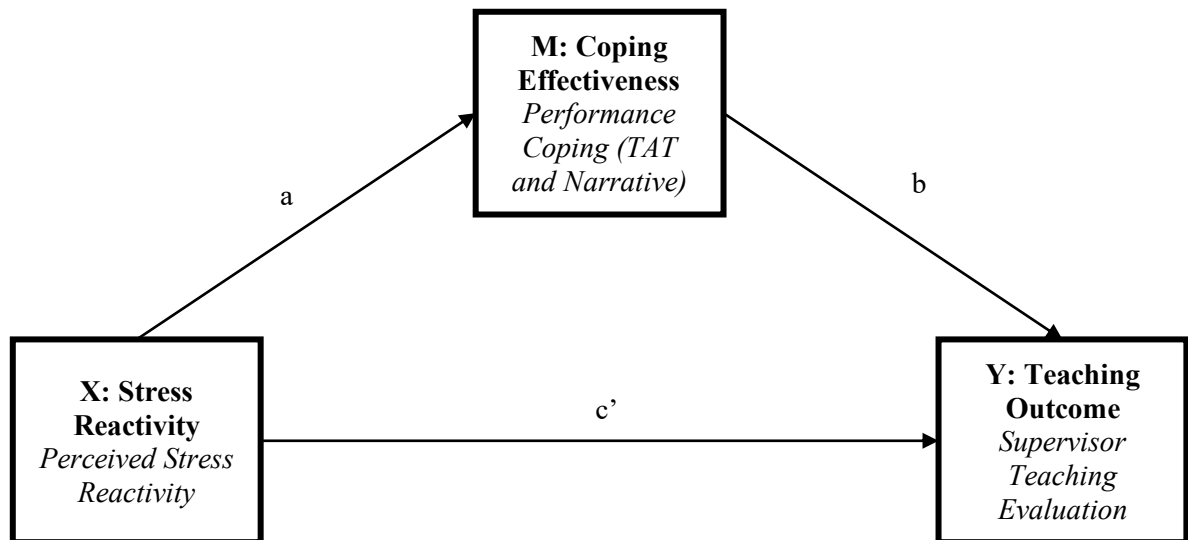 M: Coping
Effectiveness
Performance
Coping (TAT
and Narrative)
a
b
X: Stress
Reactivity
Perceived Stress
Reactivity
c’
Y: Teaching
Outcome
Supervisor
Teaching
Evaluation